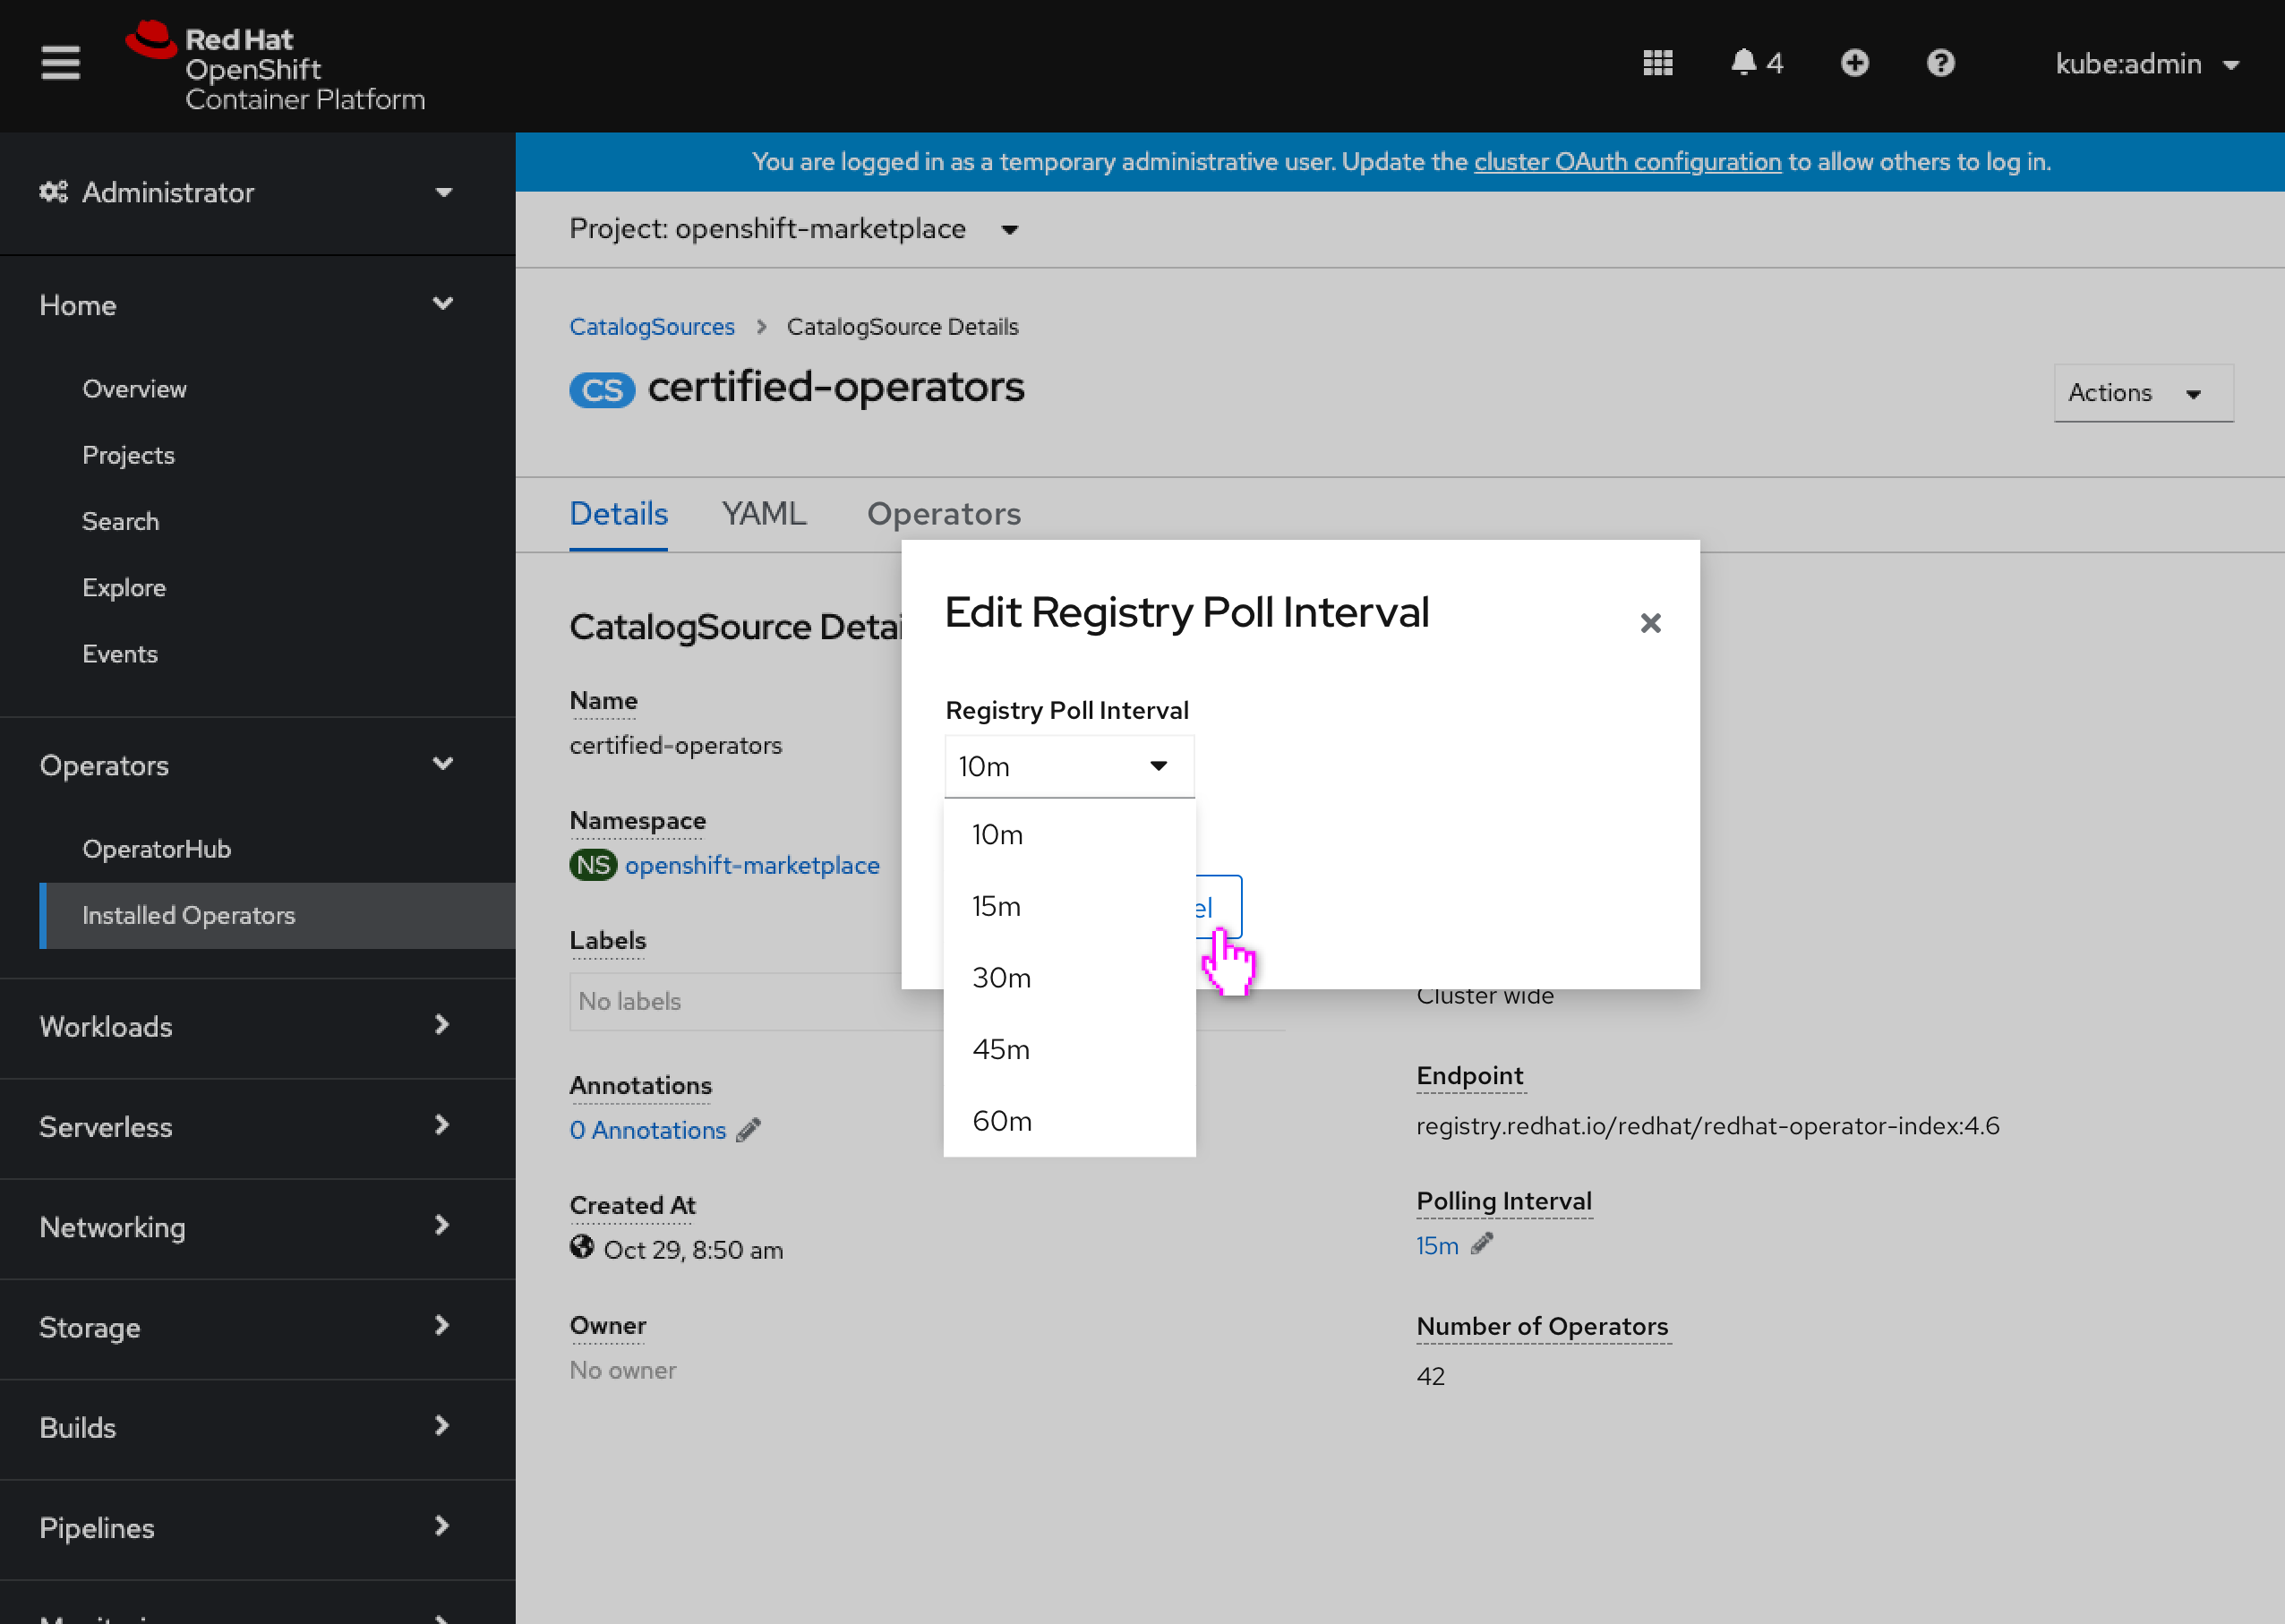 Red Hat
OpenShift
Container Platform
4
kube:admin
You are logged in as a temporary administrative user. Update the cluster OAuth configuration to allow others to log in.
Administrator
Home
Overview
Projects
Search
Explore
Events
Operators
OperatorHub
Installed Operators
Workloads
Serverless
Networking
Storage
Builds
Pipelines
Project: openshift-marketplace
CatalogSources > CatalogSource Details
CS certified-operators
Actions
Details YAML Operators
CatalogSource Detai
Name
certified-operators
Namespace
NS openshift-marketplace
Labels
No labels
Annotations
0 Annotations
Created At
Oct 29, 8:50 am
Owner
No owner
Edit Registry Poll Interval
Registry Poll Interval
10m
10m
15m
30m
45m
60m
el
Cluster wide
Endpoint
registry.redhat.io/redhat/redhat-operator-index:4.6
Polling Interval
15m
Number of Operators
42